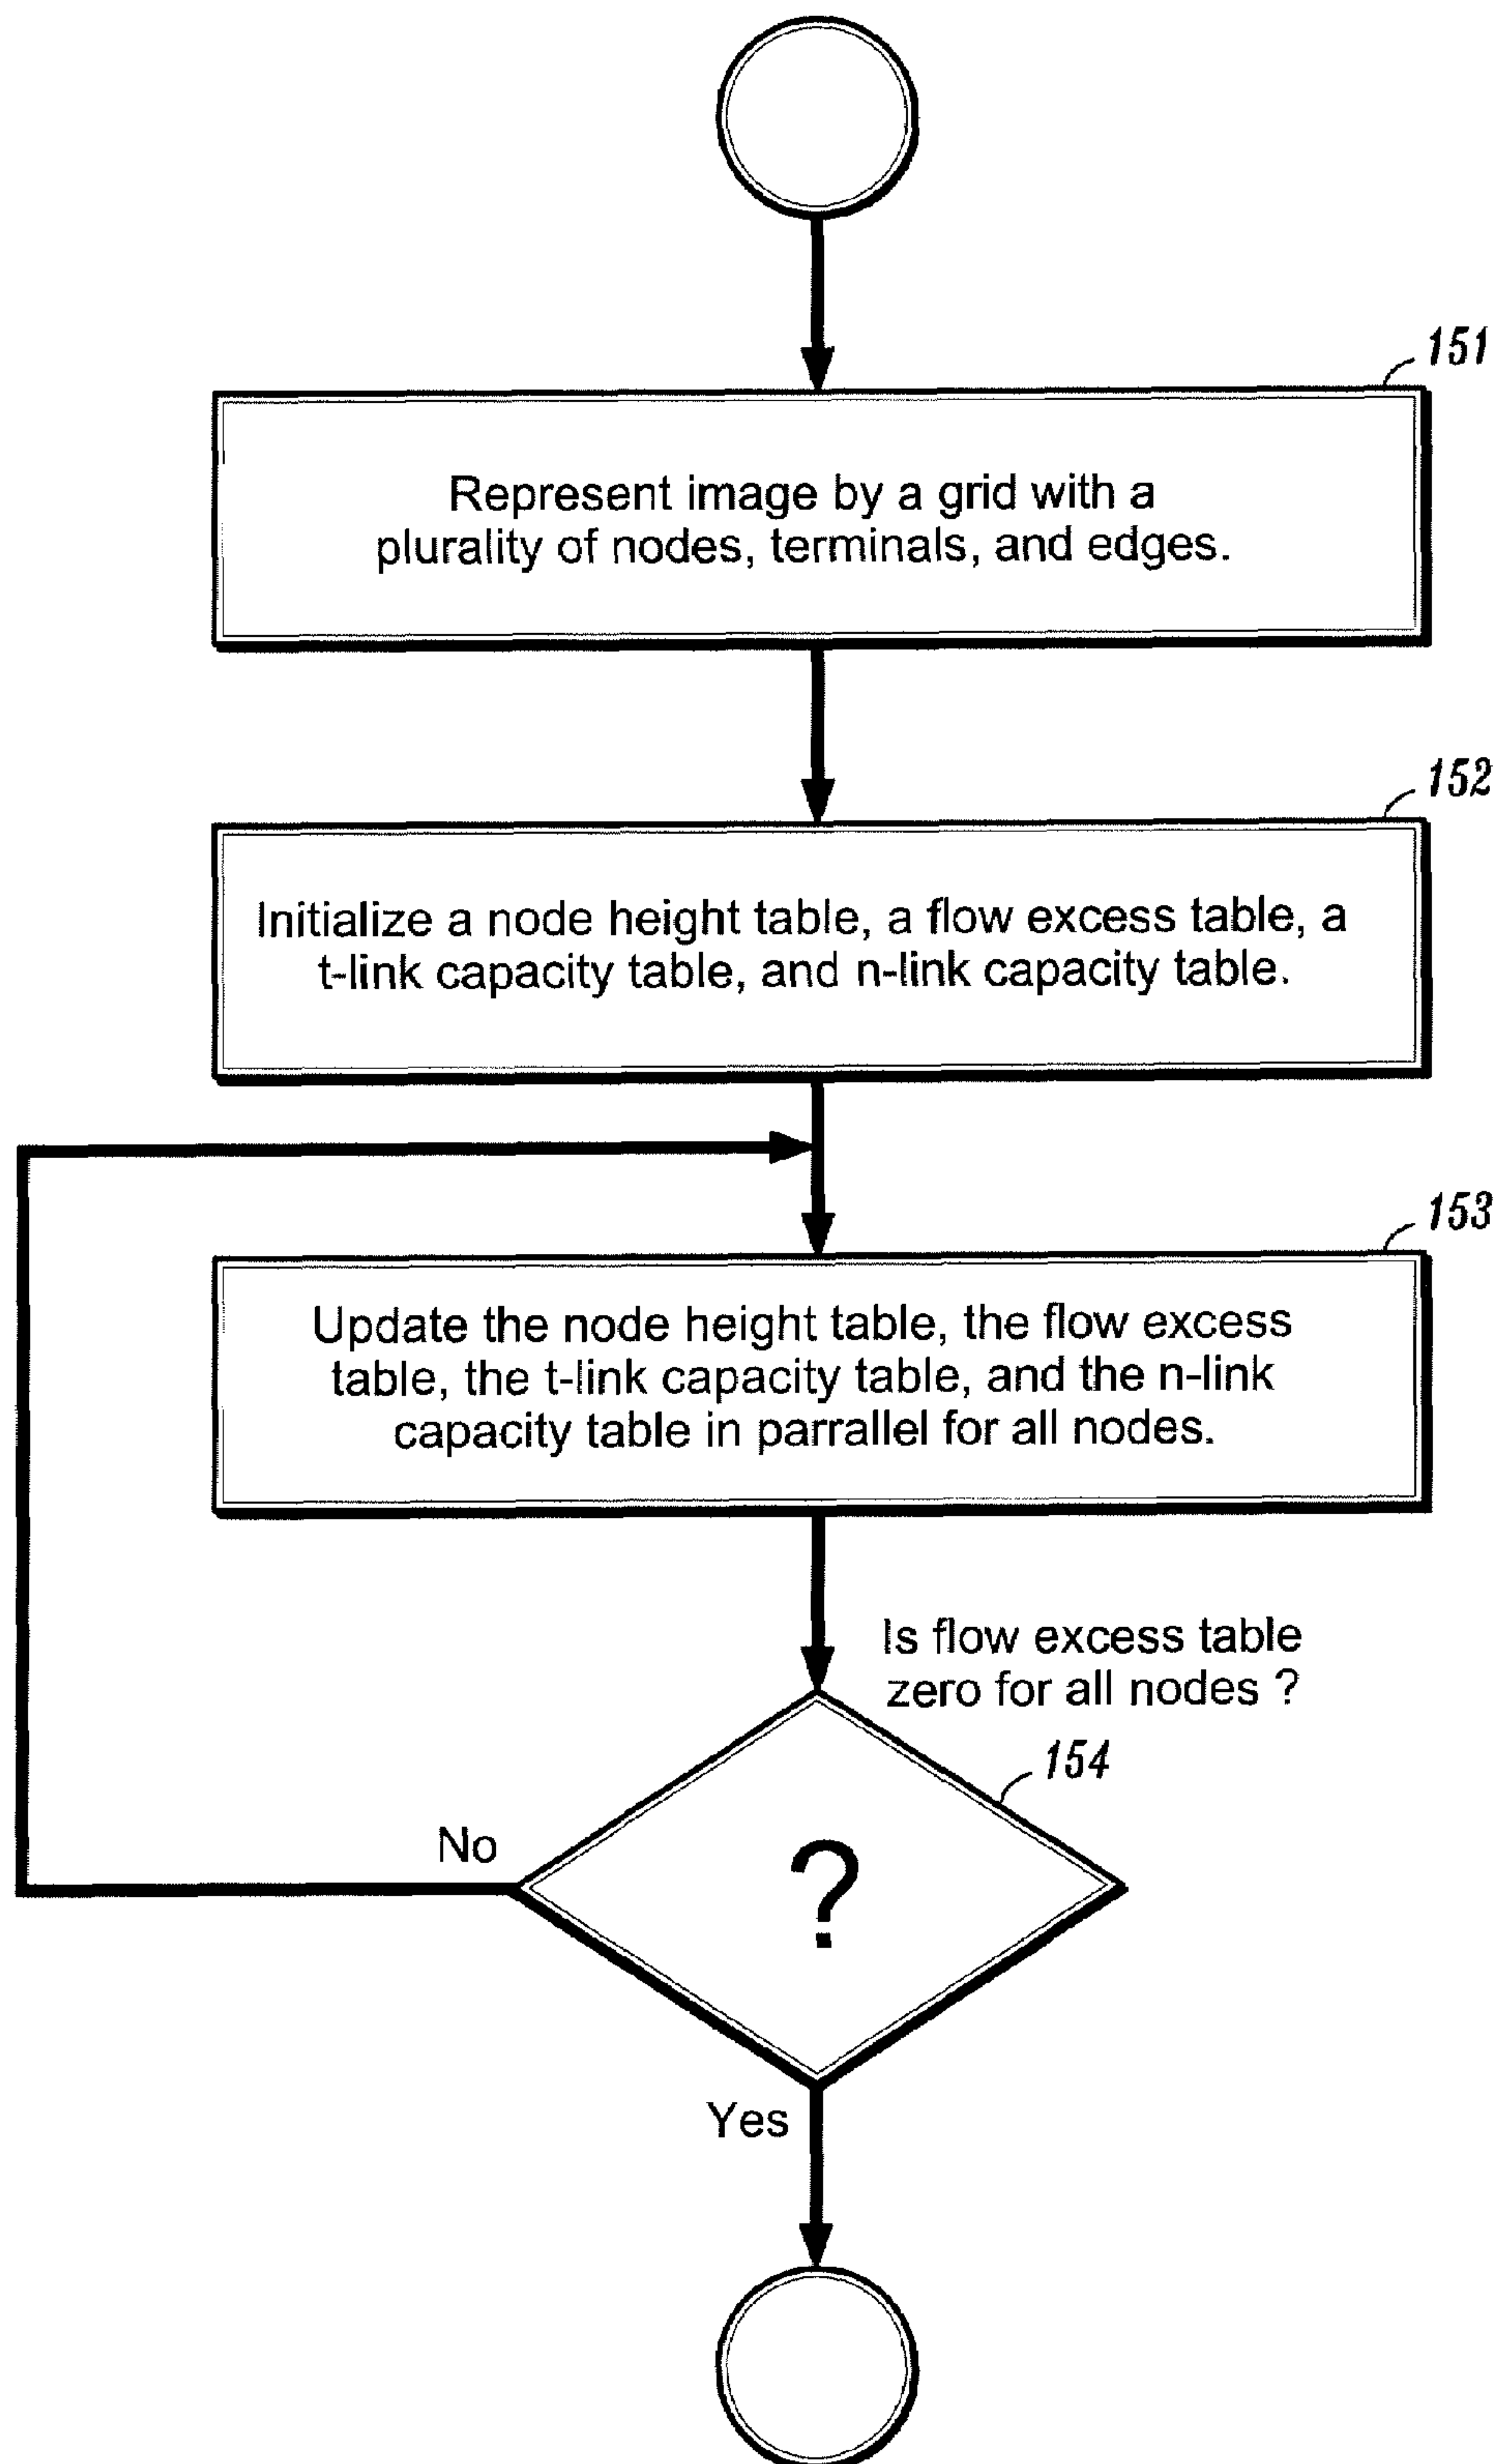 151
Represent image by a grid with a
plurality of nodes, terminals, and edges.
152
Initialize a node height table, a flow excess table, a
t-link capacity table, and n-link capacity table.
153
Update the node height table, the flow excess
table, the t-link capacity table, and the n-link
capacity table in parrallel for all nodes.
Is flow excess table
zero for all nodes ?
154
No
?
Yes